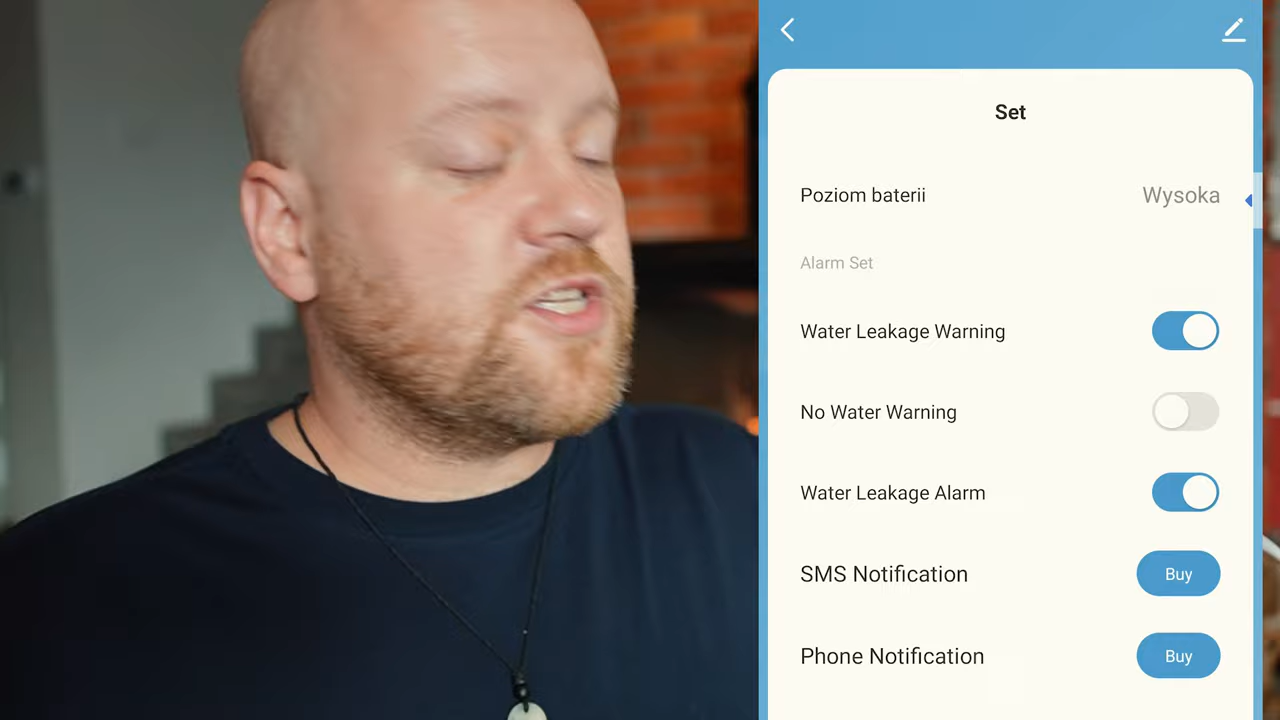 Set
Poziom baterii Wysoka
Alarm Set
Water Leakage Warning
No Water Warning
Water Leakage Alarm
SMS Notification Buy
Phone Notification Buy